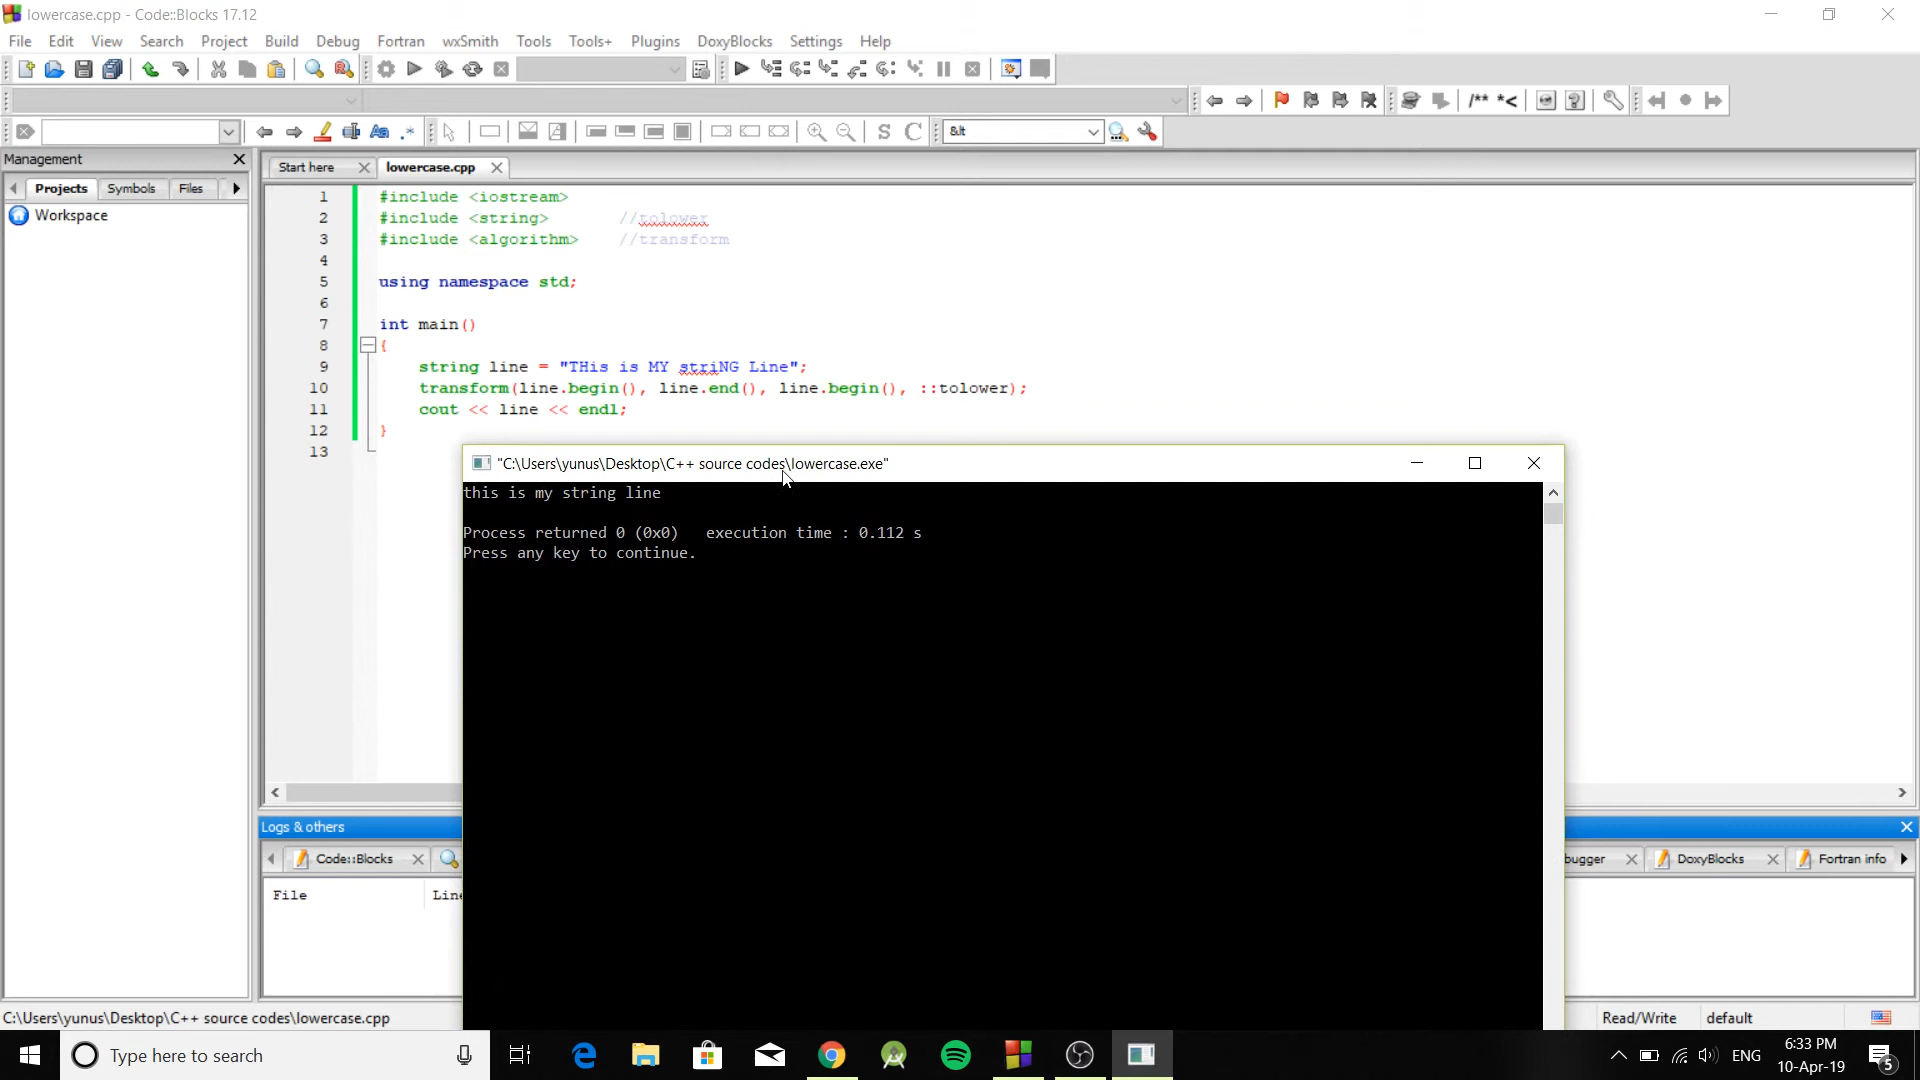 lowercase.cpp - Code::Blocks 17.12
File Edit View Search Project Build Debug Fortran wxSmith Tools Tools+ Plugins DoxyBlocks Settings Help
/** *<
Aa .* S C &lt
Management
Start here lowercase.cpp
Projects Symbols Files
Workspace
1 #include <iostream>
2 #include <string> //tolower
3 #include <algorithm> //transform
4
5 using namespace std;
6
7 int main()
8 {
9 string line = "THis is MY striNG Line";
10 transform(line.begin(), line.end(), line.begin(), ::tolower);
11 cout << line << endl;
12 }
13
"C:\Users\yunus\Desktop\C++ source codes\lowercase.exe"
this is my string line
Process returned 0 (0x0) execution time : 0.112 s
Press any key to continue.
Logs & others
Code::Blocks bugger DoxyBlocks Fortran info
File Line
C:\Users\yunus\Desktop\C++ source codes\lowercase.cpp Read/Write default
Type here to search ENG 6:33 PM
10-Apr-19 5